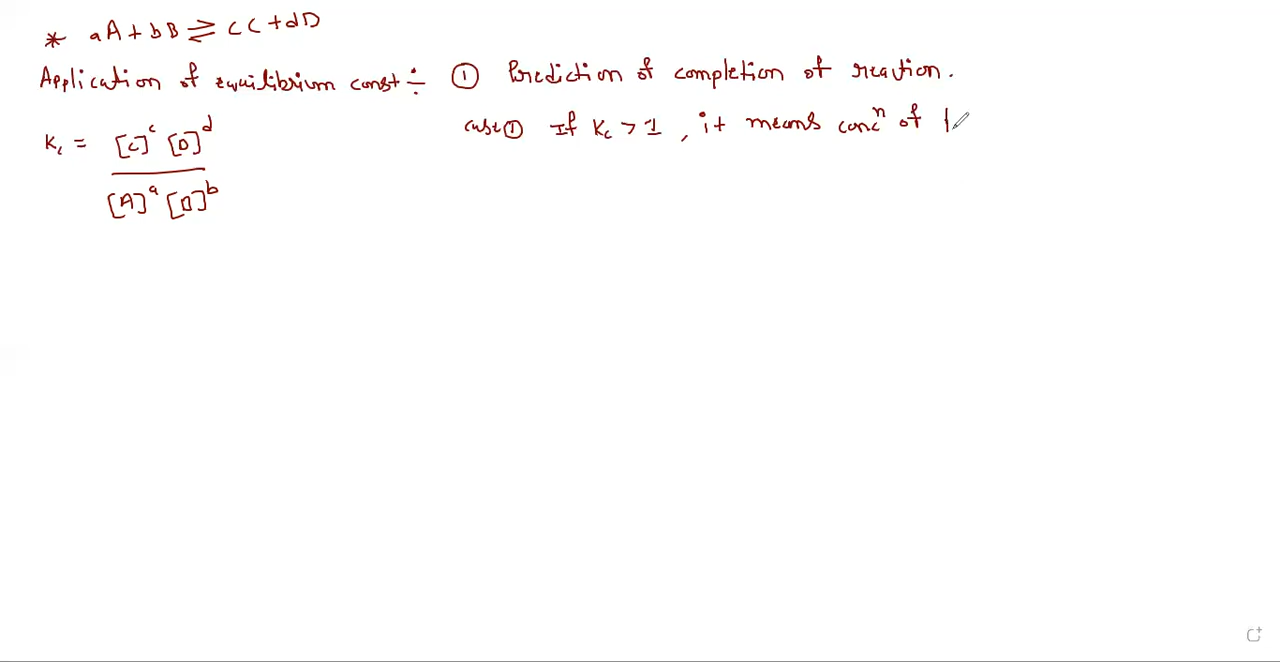 * aA + bB ⇌ cC + dD
Application of equilibrium const ÷ ① Prediction of completion of reaction.
case① If Kc > 1, it means concⁿ of
Kc = [C]ᶜ [D]ᵈ
[A]ᵃ [B]ᵇ